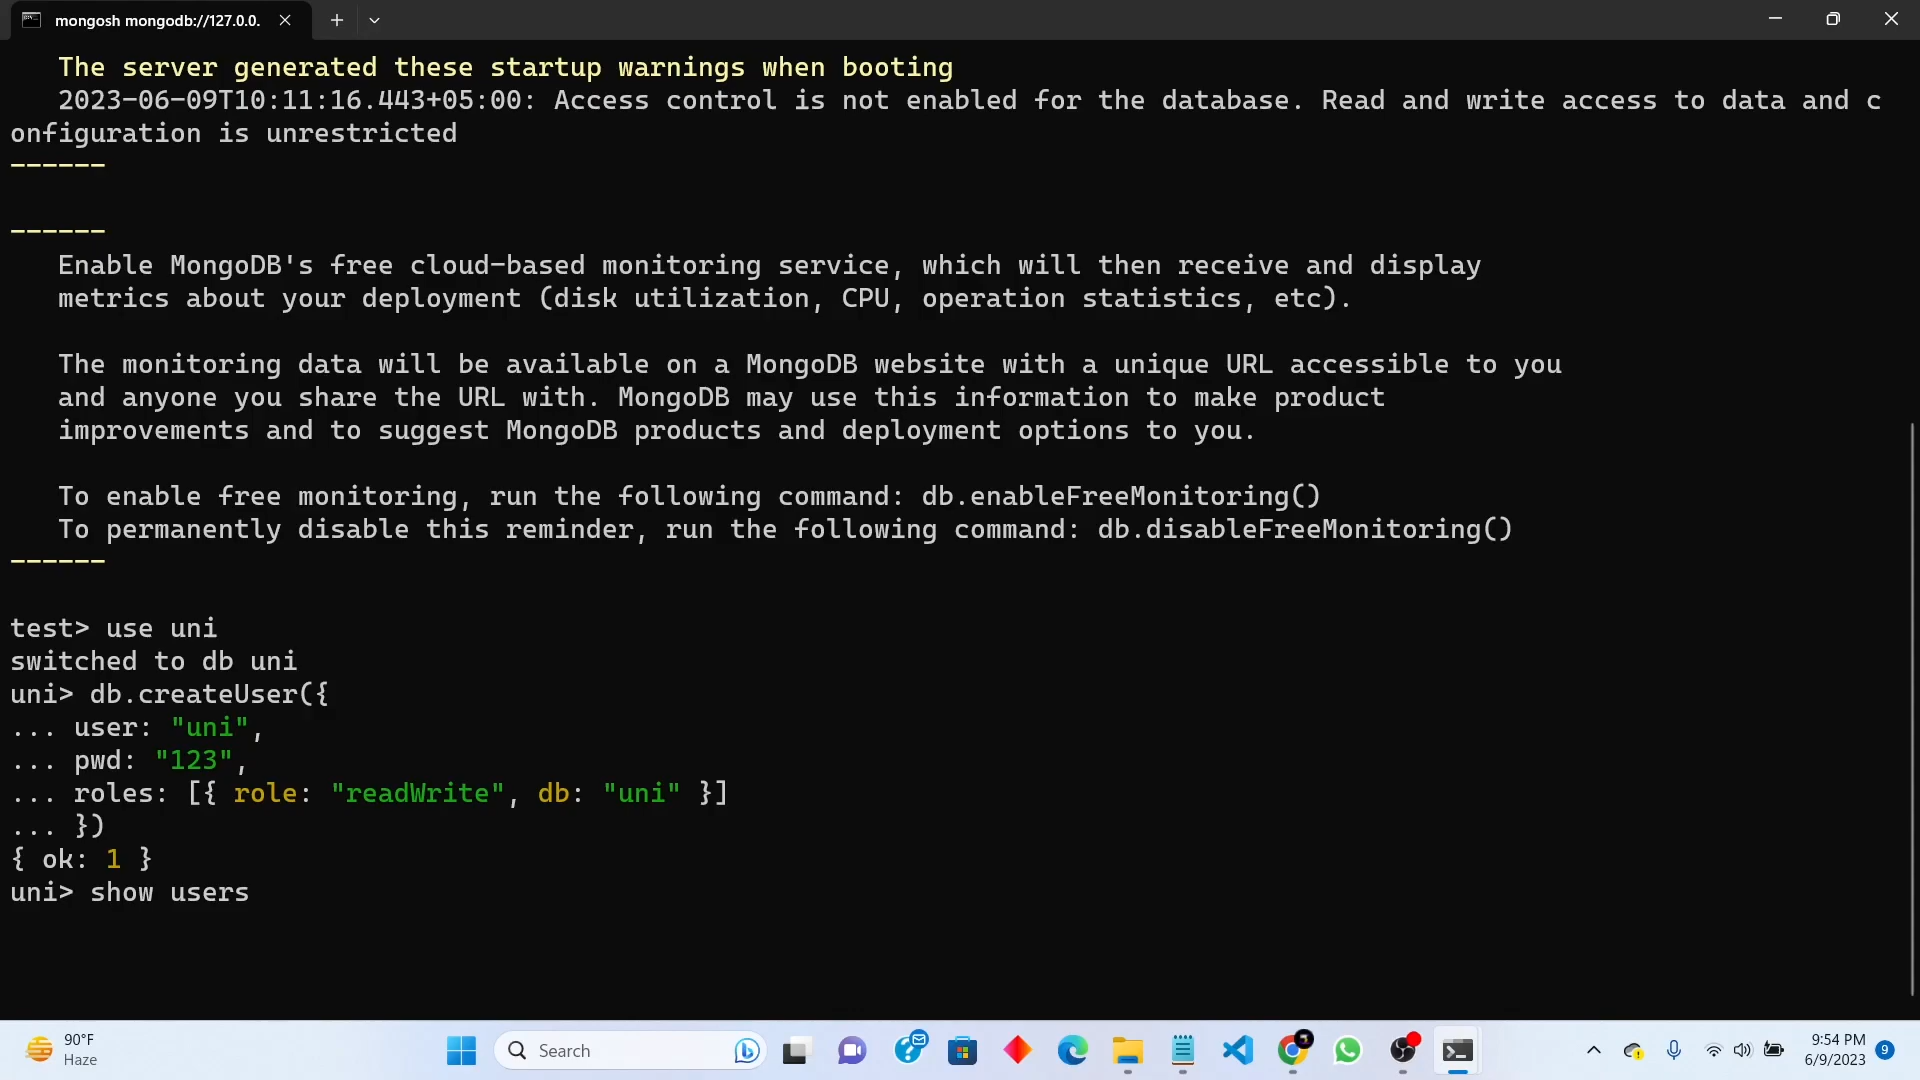 mongosh mongodb://127.0.0.
The server generated these startup warnings when booting
2023-06-09T10:11:16.443+05:00: Access control is not enabled for the database. Read and write access to data and c
onfiguration is unrestricted
------
------
Enable MongoDB's free cloud-based monitoring service, which will then receive and display
metrics about your deployment (disk utilization, CPU, operation statistics, etc).
The monitoring data will be available on a MongoDB website with a unique URL accessible to you
and anyone you share the URL with. MongoDB may use this information to make product
improvements and to suggest MongoDB products and deployment options to you.
To enable free monitoring, run the following command: db.enableFreeMonitoring()
To permanently disable this reminder, run the following command: db.disableFreeMonitoring()
------
test> use uni
switched to db uni
uni> db.createUser({
... user: "uni",
... pwd: "123",
... roles: [{ role: "readWrite", db: "uni" }]
... })
{ ok: 1 }
uni> show users
90°F
Haze
Search
9:54 PM
6/9/2023
9